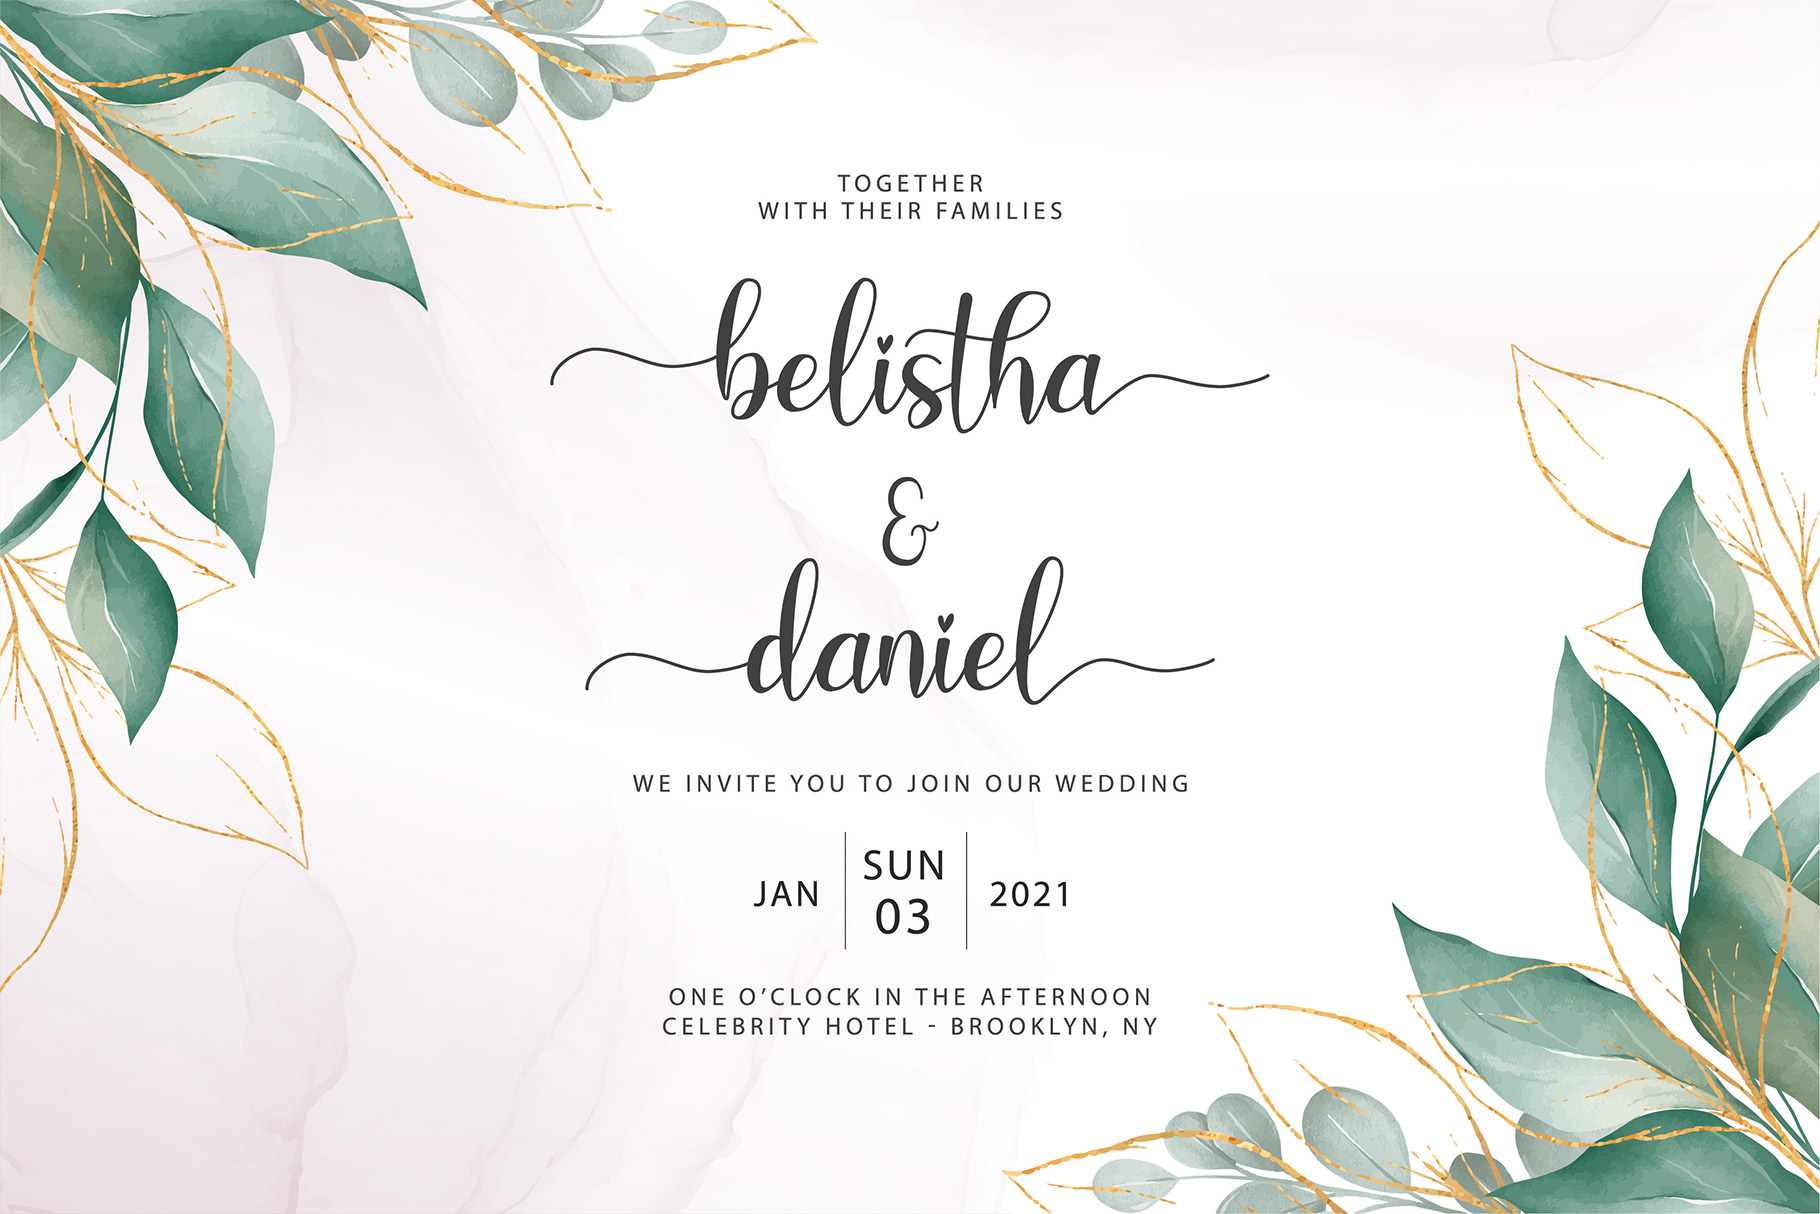 TOGETHER
WITH THEIR FAMILIES
belistha
&
daniel
WE INVITE YOU TO JOIN OUR WEDDING
JAN
SUN
03
2021
ONE O’CLOCK IN THE AFTERNOON
CELEBRITY HOTEL - BROOKLYN, NY